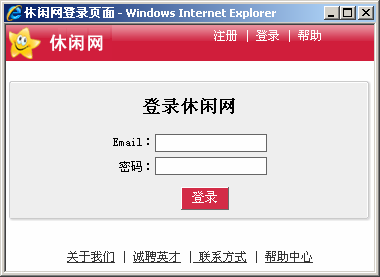 休闲网登录页面 - Windows Internet Explorer
休闲网
注册 | 登录 | 帮助
登录休闲网
Email：
密码：
登录
关于我们 | 诚聘英才 | 联系方式 | 帮助中心